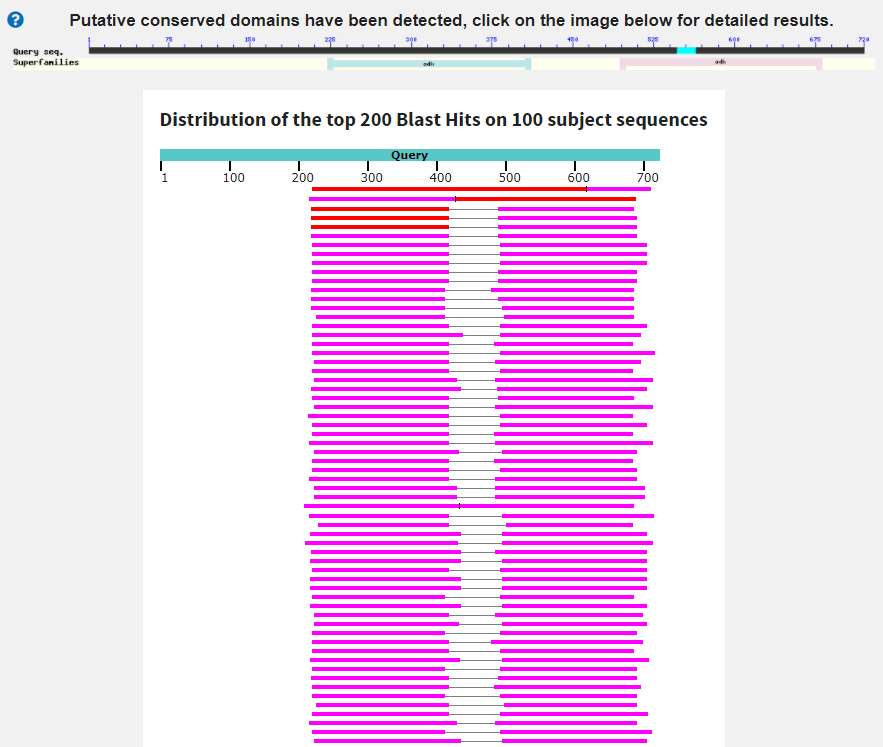 ?
Putative conserved domains have been detected, click on the image below for detailed results.
1 75 150 225 300 375 450 525 600 675 720
Query seq.
Superfamilies adh adh
Distribution of the top 200 Blast Hits on 100 subject sequences
Query
1 100 200 300 400 500 600 700